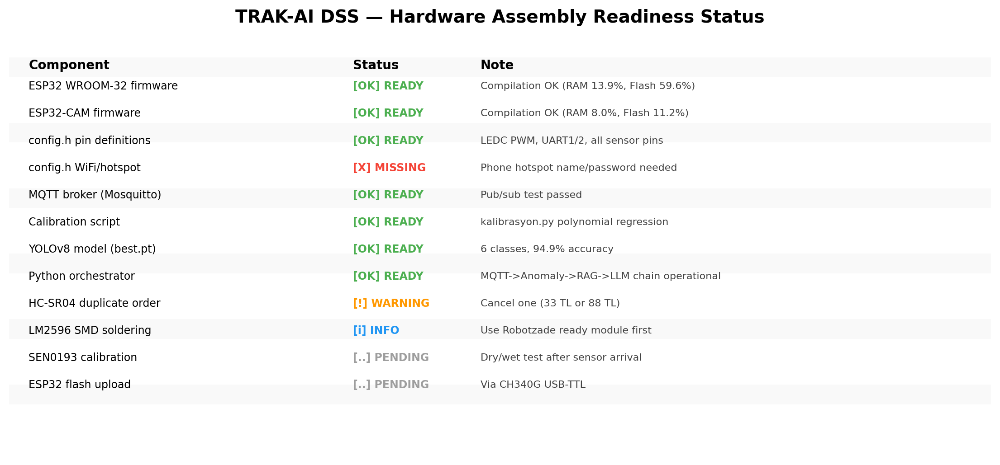 TRAK-AI DSS — Hardware Assembly Readiness Status
Component Status Note
ESP32 WROOM-32 firmware [OK] READY Compilation OK (RAM 13.9%, Flash 59.6%)
ESP32-CAM firmware [OK] READY Compilation OK (RAM 8.0%, Flash 11.2%)
config.h pin definitions [OK] READY LEDC PWM, UART1/2, all sensor pins
config.h WiFi/hotspot [X] MISSING Phone hotspot name/password needed
MQTT broker (Mosquitto) [OK] READY Pub/sub test passed
Calibration script [OK] READY kalibrasyon.py polynomial regression
YOLOv8 model (best.pt) [OK] READY 6 classes, 94.9% accuracy
Python orchestrator [OK] READY MQTT->Anomaly->RAG->LLM chain operational
HC-SR04 duplicate order [!] WARNING Cancel one (33 TL or 88 TL)
LM2596 SMD soldering [i] INFO Use Robotzade ready module first
SEN0193 calibration [..] PENDING Dry/wet test after sensor arrival
ESP32 flash upload [..] PENDING Via CH340G USB-TTL